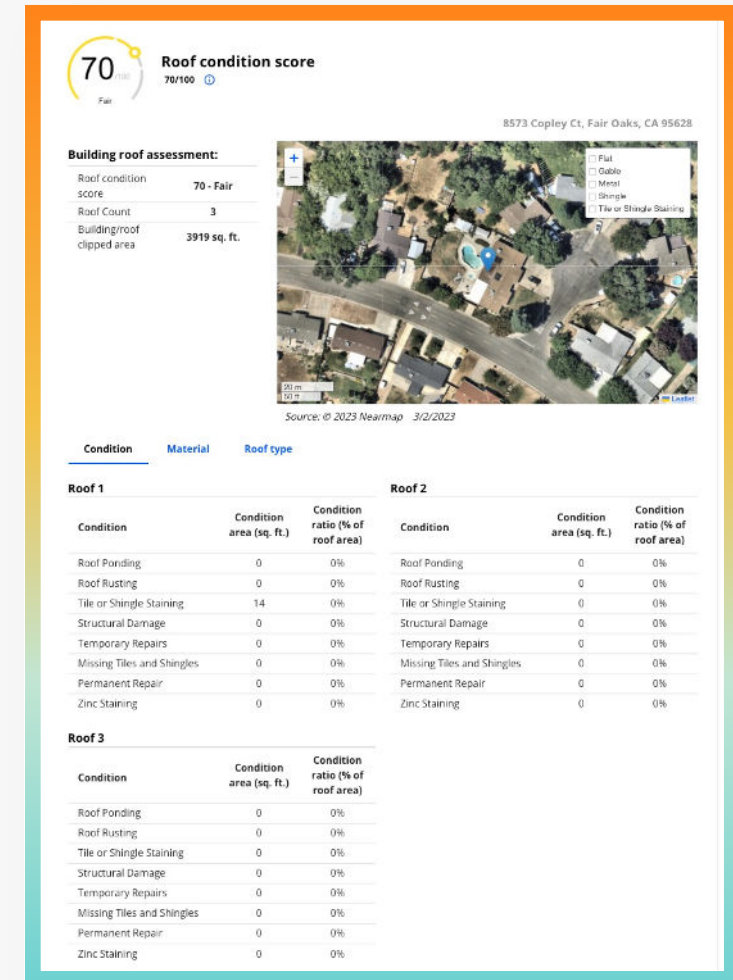 70 /100
Fair
Roof condition score
70/100
8573 Copley Ct, Fair Oaks, CA 95628
Building roof assessment:
Roof condition score 70 - Fair
Roof Count 3
Building/roof clipped area 3919 sq. ft.
+
−
Flat
Gable
Metal
Shingle
Tile or Shingle Staining
20 m
50 ft
Leaflet
Source: © 2023 Nearmap 3/2/2023
Condition Material Roof type
Roof 1
Condition Condition area (sq. ft.) Condition ratio (% of roof area)
Roof Ponding 0 0%
Roof Rusting 0 0%
Tile or Shingle Staining 14 0%
Structural Damage 0 0%
Temporary Repairs 0 0%
Missing Tiles and Shingles 0 0%
Permanent Repair 0 0%
Zinc Staining 0 0%
Roof 2
Condition Condition area (sq. ft.) Condition ratio (% of roof area)
Roof Ponding 0 0%
Roof Rusting 0 0%
Tile or Shingle Staining 0 0%
Structural Damage 0 0%
Temporary Repairs 0 0%
Missing Tiles and Shingles 0 0%
Permanent Repair 0 0%
Zinc Staining 0 0%
Roof 3
Condition Condition area (sq. ft.) Condition ratio (% of roof area)
Roof Ponding 0 0%
Roof Rusting 0 0%
Tile or Shingle Staining 0 0%
Structural Damage 0 0%
Temporary Repairs 0 0%
Missing Tiles and Shingles 0 0%
Permanent Repair 0 0%
Zinc Staining 0 0%